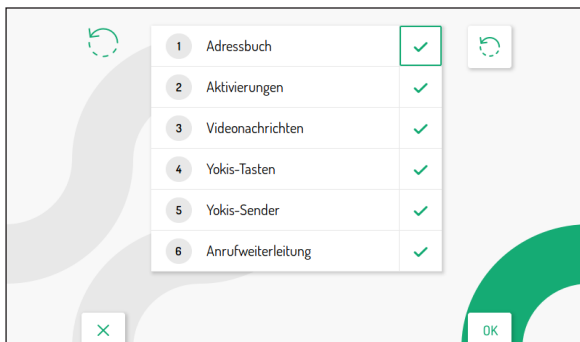 1 Adressbuch
2 Aktivierungen
3 Videonachrichten
4 Yokis-Tasten
5 Yokis-Sender
6 Anrufweiterleitung
OK